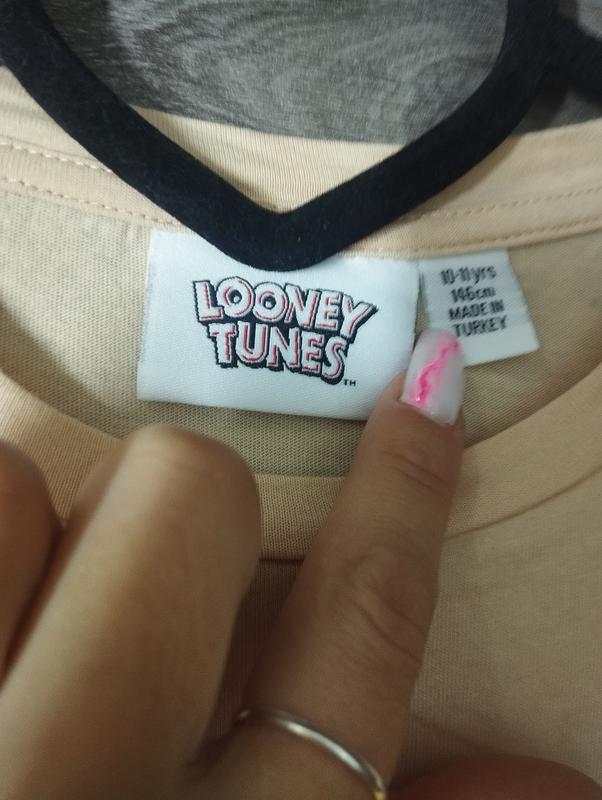 LOONEY
TUNES
TM
10-11 yrs
146cm
MADE IN
TURKEY